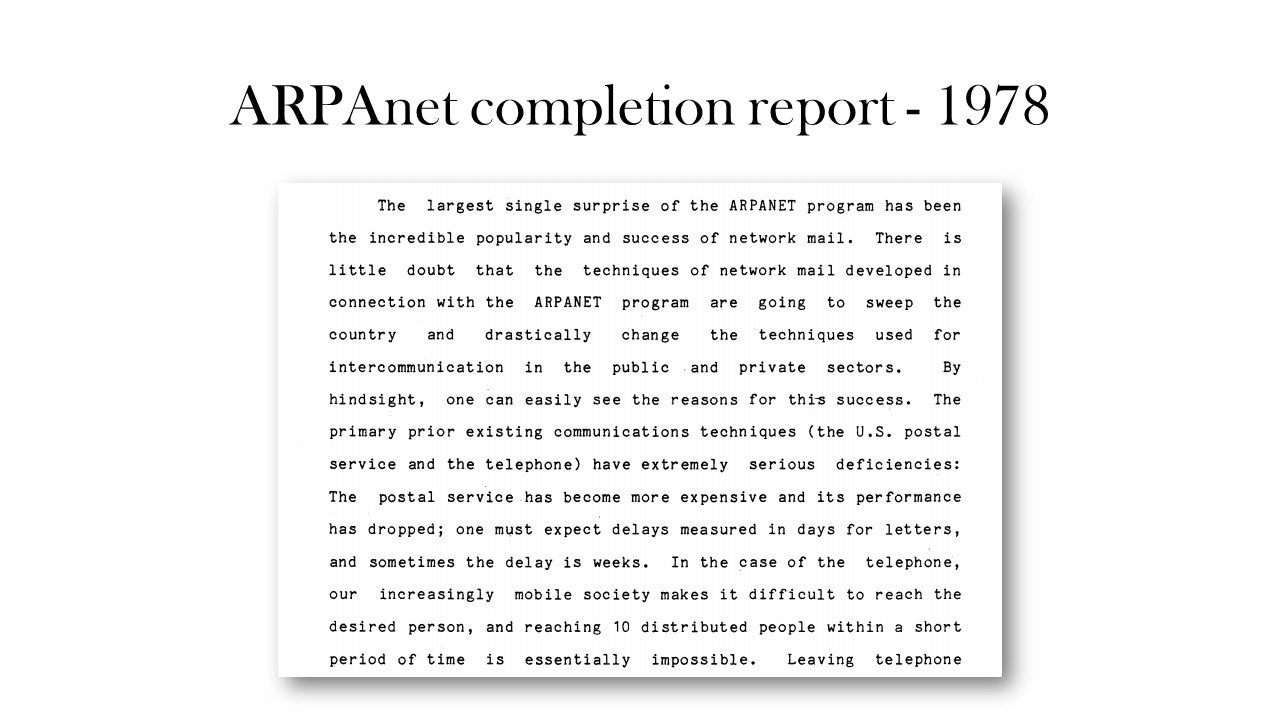 ARPAnet completion report - 1978
The largest single surprise of the ARPANET program has been
the incredible popularity and success of network mail. There is
little doubt that the techniques of network mail developed in
connection with the ARPANET program are going to sweep the
country and drastically change the techniques used for
intercommunication in the public and private sectors. By
hindsight, one can easily see the reasons for this success. The
primary prior existing communications techniques (the U.S. postal
service and the telephone) have extremely serious deficiencies:
The postal service has become more expensive and its performance
has dropped; one must expect delays measured in days for letters,
and sometimes the delay is weeks. In the case of the telephone,
our increasingly mobile society makes it difficult to reach the
desired person, and reaching 10 distributed people within a short
period of time is essentially impossible. Leaving telephone